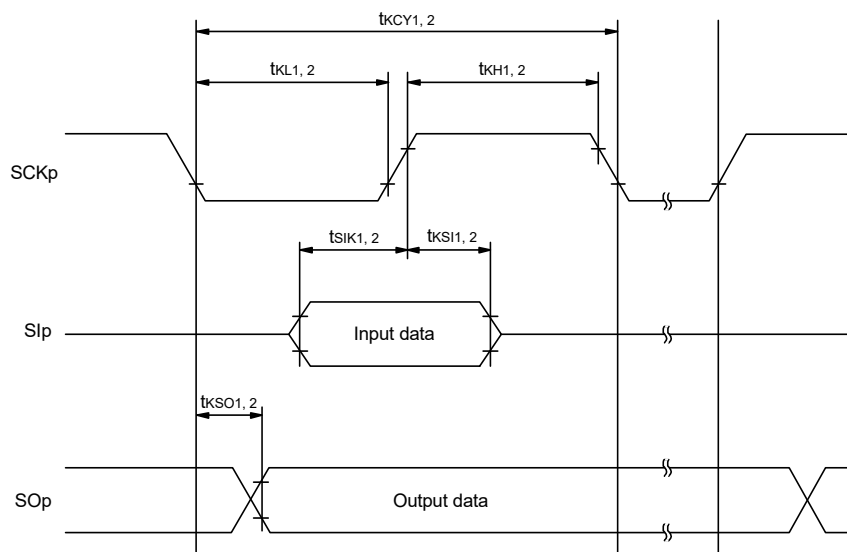 tKCY1, 2
tKL1, 2
tKH1, 2
SCKp
tSIK1, 2
tKSI1, 2
SIp
Input data
tKSO1, 2
SOp
Output data